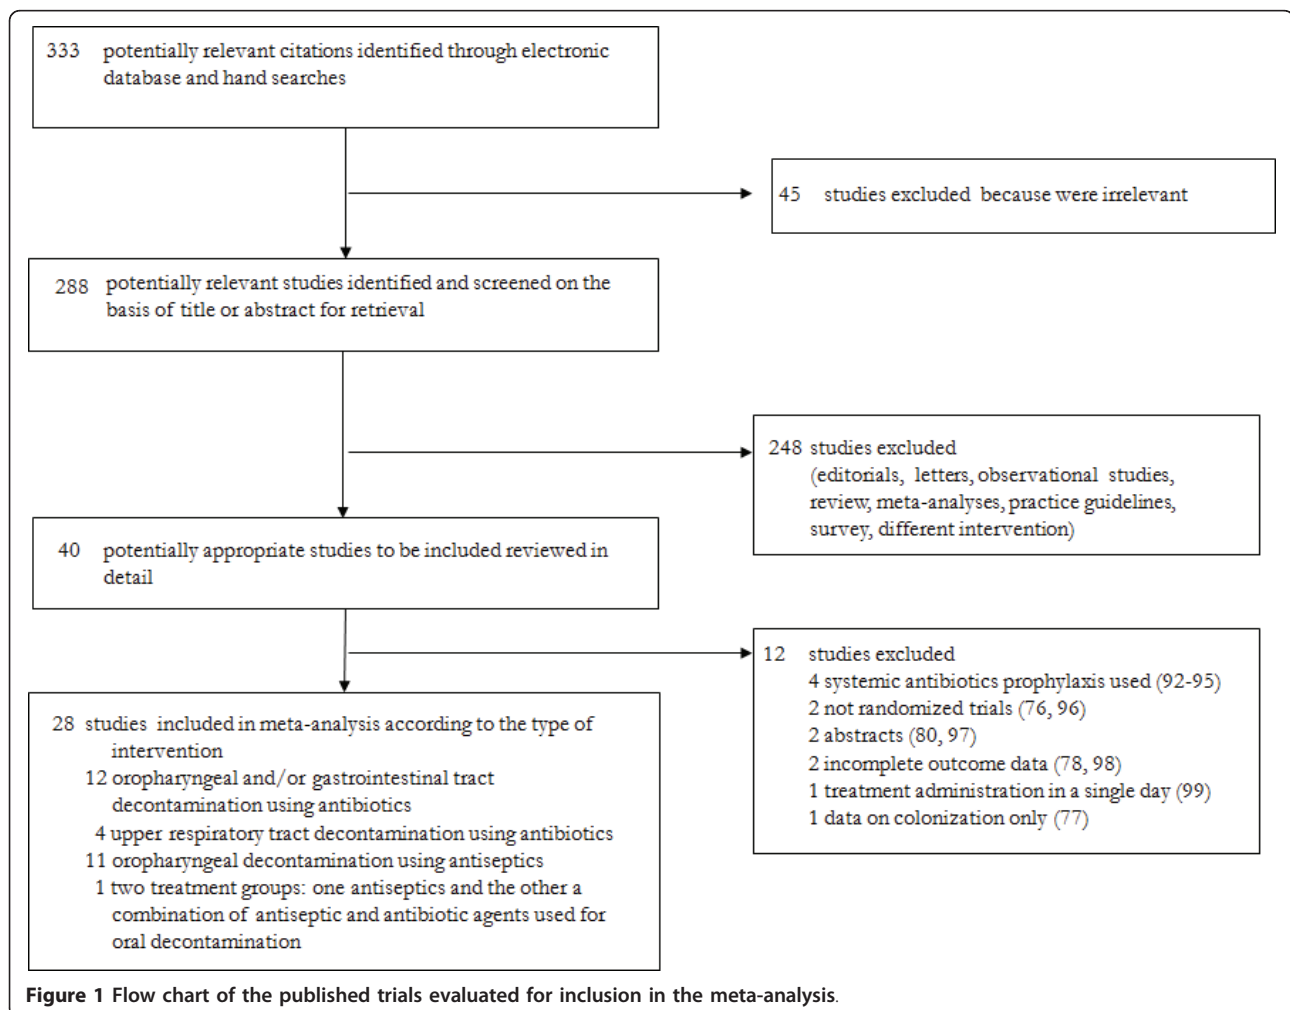 333 potentially relevant citations identified through electronic
database and hand searches
45 studies excluded because were irrelevant
288 potentially relevant studies identified and screened on the
basis of title or abstract for retrieval
248 studies excluded
(editorials, letters, observational studies,
review, meta-analyses, practice guidelines,
survey, different intervention)
40 potentially appropriate studies to be included reviewed in
detail
12 studies excluded
4 systemic antibiotics prophylaxis used (92-95)
2 not randomized trials (76, 96)
2 abstracts (80, 97)
2 incomplete outcome data (78, 98)
1 treatment administration in a single day (99)
1 data on colonization only (77)
28 studies included in meta-analysis according to the type of
intervention
12 oropharyngeal and/or gastrointestinal tract
decontamination using antibiotics
4 upper respiratory tract decontamination using antibiotics
11 oropharyngeal decontamination using antiseptics
1 two treatment groups: one antiseptics and the other a
combination of antiseptic and antibiotic agents used for
oral decontamination
Figure 1 Flow chart of the published trials evaluated for inclusion in the meta-analysis.